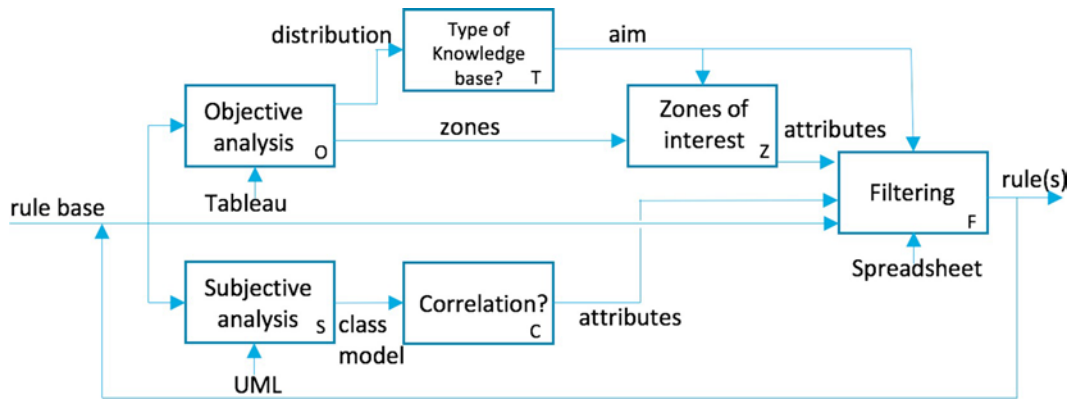 distribution
Type of
Knowledge
base?
T
aim
Objective
analysis
O
zones
Zones of
interest
Z
attributes
Tableau
rule base
Filtering
F
rule(s)
Spreadsheet
Subjective
analysis
S
class
model
Correlation?
C
attributes
UML